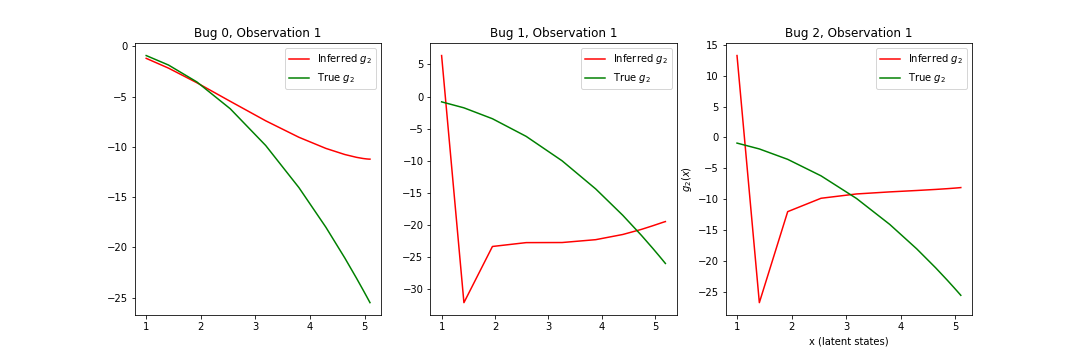 Bug 0, Observation 1
0
−5
−10
−15
−20
−25
1 2 3 4 5
Inferred g₂
True g₂
Bug 1, Observation 1
5
0
−5
−10
−15
−20
−25
−30
1 2 3 4 5
Inferred g₂
True g₂
Bug 2, Observation 1
g₂(x)
15
10
5
0
−5
−10
−15
−20
−25
1 2 3 4 5
x (latent states)
Inferred g₂
True g₂